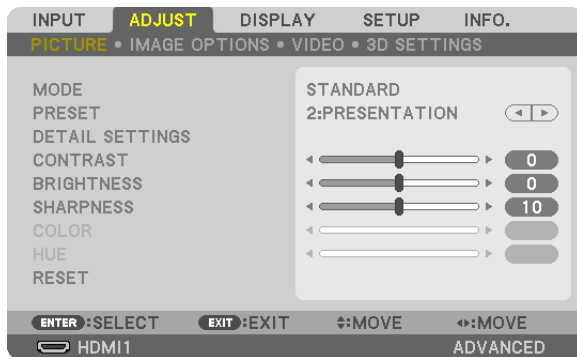 INPUT ADJUST DISPLAY SETUP INFO.
PICTURE • IMAGE OPTIONS • VIDEO • 3D SETTINGS
MODE STANDARD
PRESET 2:PRESENTATION
DETAIL SETTINGS
CONTRAST 0
BRIGHTNESS 0
SHARPNESS 10
COLOR
HUE
RESET
ENTER :SELECT EXIT :EXIT :MOVE :MOVE
HDMI1 ADVANCED